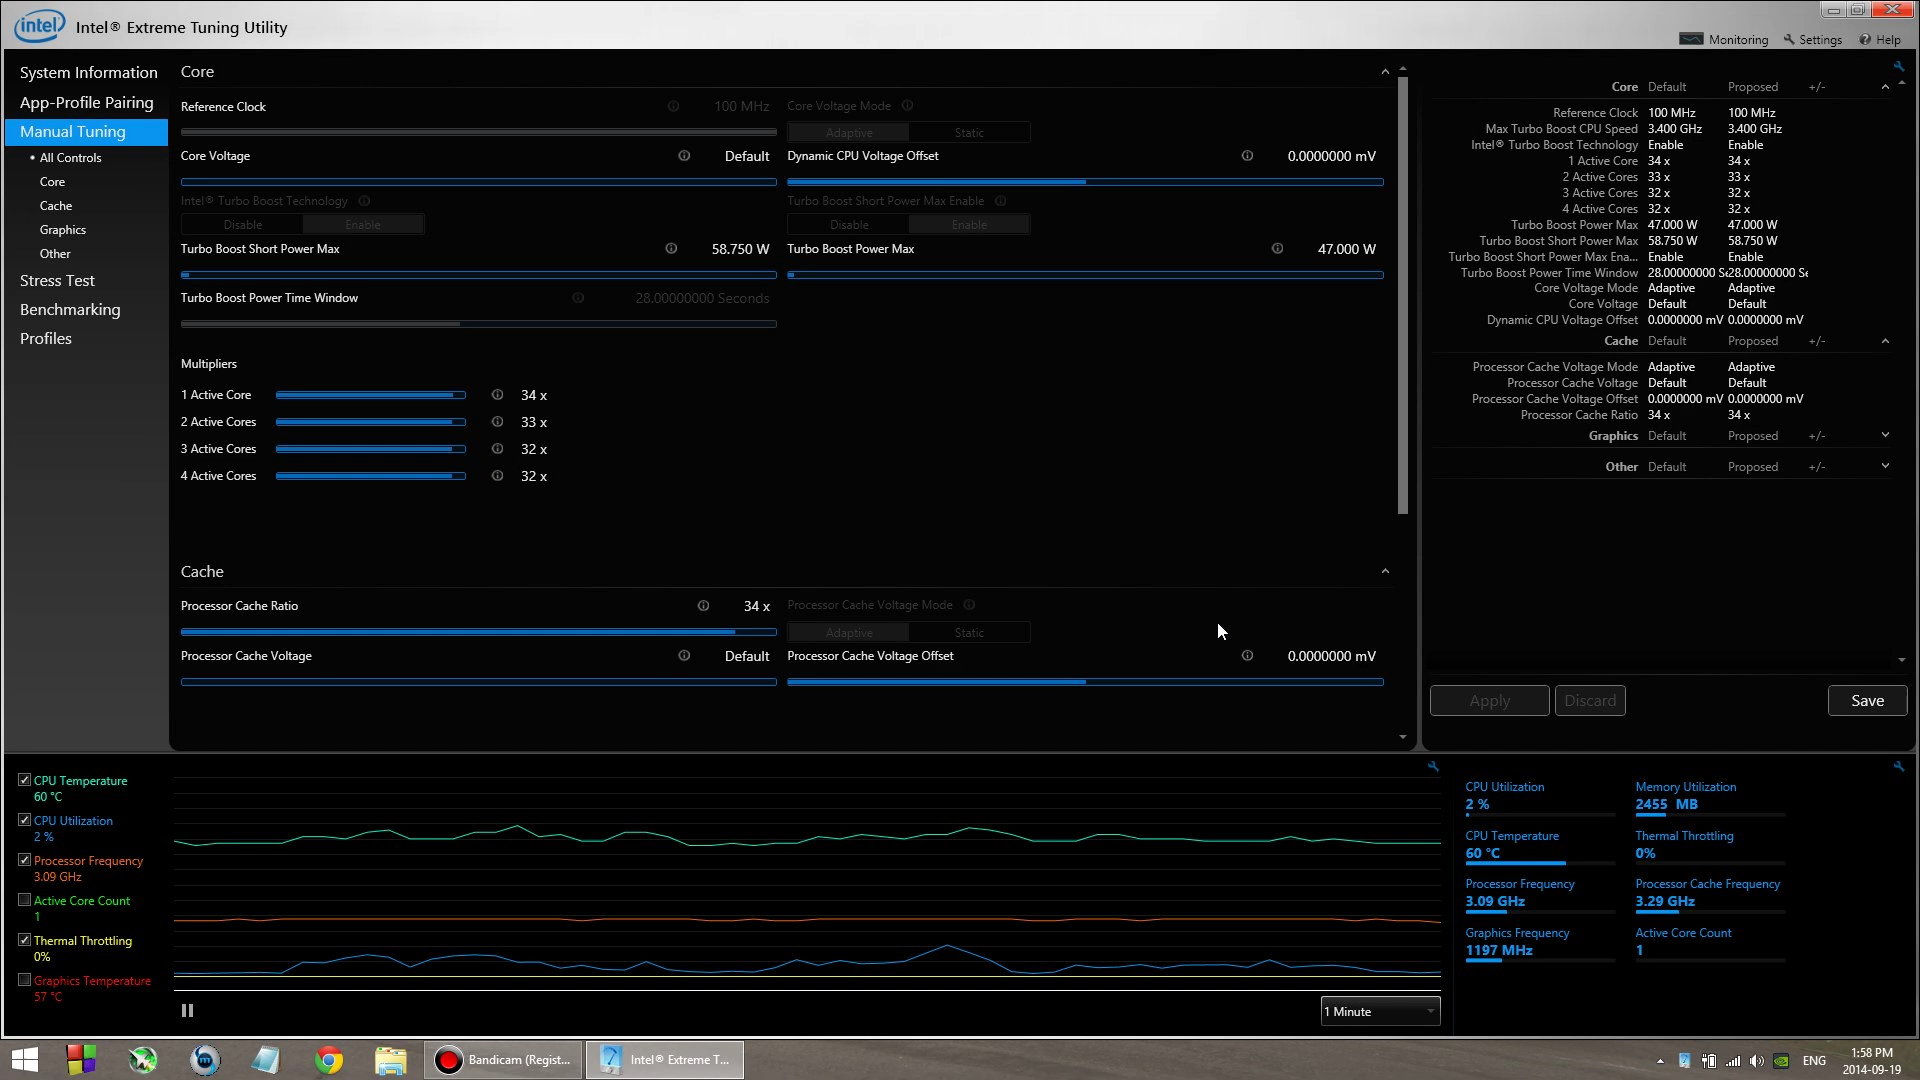 intel Intel® Extreme Tuning Utility
Monitoring Settings Help
System Information
App-Profile Pairing
Manual Tuning
• All Controls
Core
Cache
Graphics
Other
Stress Test
Benchmarking
Profiles
Core
Reference Clock 100 MHz
Core Voltage Mode
Adaptive Static
Core Voltage Default
Dynamic CPU Voltage Offset 0.0000000 mV
Intel® Turbo Boost Technology
Disable Enable
Turbo Boost Short Power Max Enable
Disable Enable
Turbo Boost Short Power Max 58.750 W
Turbo Boost Power Max 47.000 W
Turbo Boost Power Time Window 28.00000000 Seconds
Multipliers
1 Active Core 34 x
2 Active Cores 33 x
3 Active Cores 32 x
4 Active Cores 32 x
Cache
Processor Cache Ratio 34 x
Processor Cache Voltage Mode
Adaptive Static
Processor Cache Voltage Default
Processor Cache Voltage Offset 0.0000000 mV
Core Default Proposed +/-
Reference Clock 100 MHz 100 MHz
Max Turbo Boost CPU Speed 3.400 GHz 3.400 GHz
Intel® Turbo Boost Technology Enable Enable
1 Active Core 34 x 34 x
2 Active Cores 33 x 33 x
3 Active Cores 32 x 32 x
4 Active Cores 32 x 32 x
Turbo Boost Power Max 47.000 W 47.000 W
Turbo Boost Short Power Max 58.750 W 58.750 W
Turbo Boost Short Power Max Ena... Enable Enable
Turbo Boost Power Time Window 28.00000000 Se 28.00000000 Se
Core Voltage Mode Adaptive Adaptive
Core Voltage Default Default
Dynamic CPU Voltage Offset 0.0000000 mV 0.0000000 mV
Cache Default Proposed +/-
Processor Cache Voltage Mode Adaptive Adaptive
Processor Cache Voltage Default Default
Processor Cache Voltage Offset 0.0000000 mV 0.0000000 mV
Processor Cache Ratio 34 x 34 x
Graphics Default Proposed +/-
Other Default Proposed +/-
Apply Discard Save
CPU Temperature
60 °C
CPU Utilization
2 %
Processor Frequency
3.09 GHz
Active Core Count
1
Thermal Throttling
0%
Graphics Temperature
57 °C
1 Minute
CPU Utilization
2 %
Memory Utilization
2455 MB
CPU Temperature
60 °C
Thermal Throttling
0%
Processor Frequency
3.09 GHz
Processor Cache Frequency
3.29 GHz
Graphics Frequency
1197 MHz
Active Core Count
1
Bandicam (Regist...
Intel® Extreme T...
ENG
1:58 PM
2014-09-19